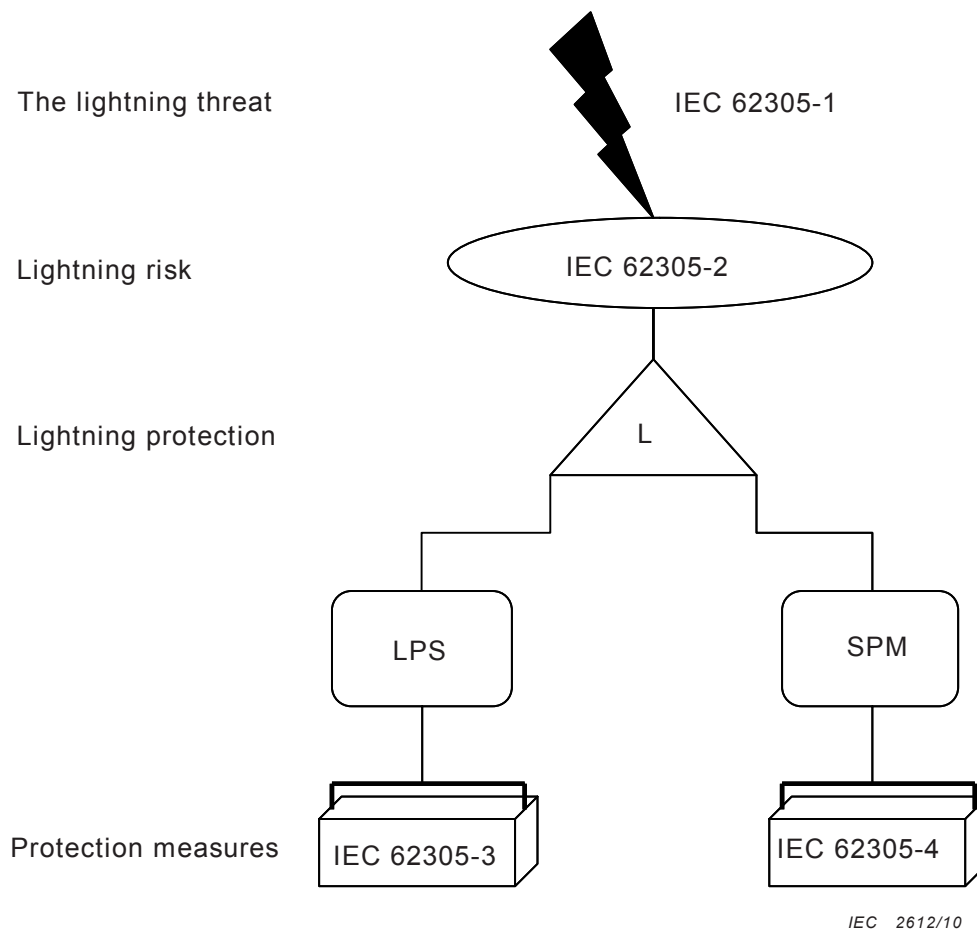 The lightning threat
IEC 62305-1
Lightning risk
IEC 62305-2
Lightning protection
L
LPS
SPM
Protection measures
IEC 62305-3
IEC 62305-4
IEC 2612/10